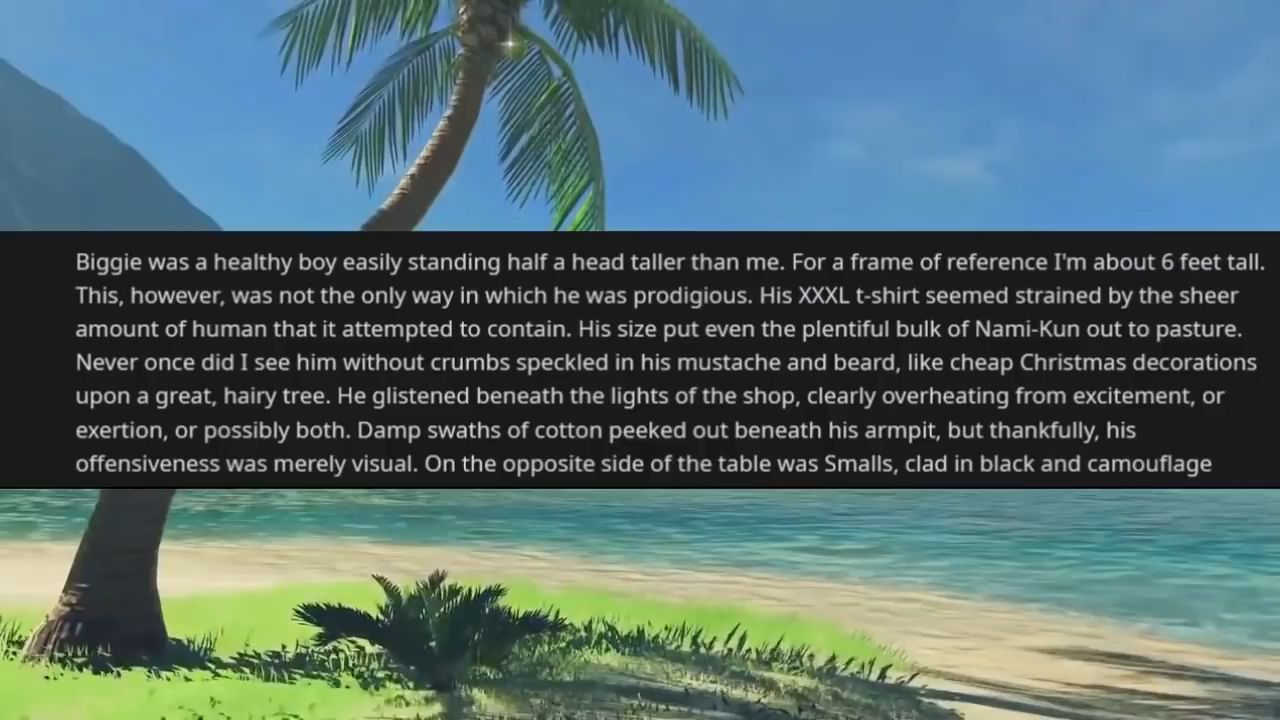 Biggie was a healthy boy easily standing half a head taller than me. For a frame of reference I'm about 6 feet tall.
This, however, was not the only way in which he was prodigious. His XXXL t-shirt seemed strained by the sheer
amount of human that it attempted to contain. His size put even the plentiful bulk of Nami-Kun out to pasture.
Never once did I see him without crumbs speckled in his mustache and beard, like cheap Christmas decorations
upon a great, hairy tree. He glistened beneath the lights of the shop, clearly overheating from excitement, or
exertion, or possibly both. Damp swaths of cotton peeked out beneath his armpit, but thankfully, his
offensiveness was merely visual. On the opposite side of the table was Smalls, clad in black and camouflage